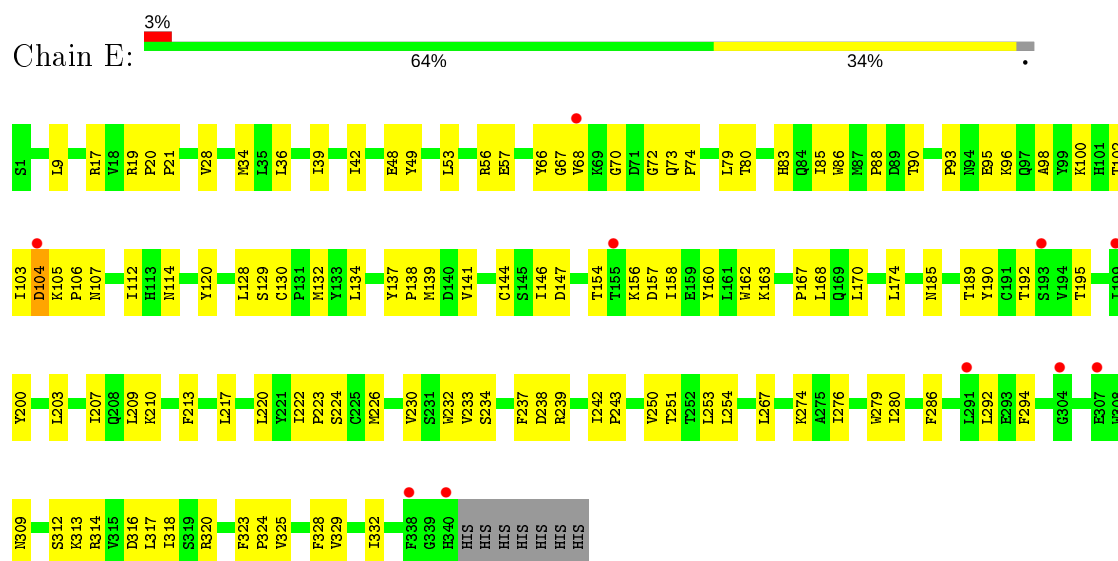 3%
Chain E:
64% 34% •
S1 L9 R17 V18 R19 P20 P21 V28 M34 L35 L36 I39 I42 E48 Y49 L53 R56 E57 Y66 G67 V68 K69 G70 D71 G72 Q73 P74 L79 T80 H83 Q84 I85 W86 M87 P88 D89 T90 P93 N94 E95 K96 Q97 A98 Y99 K100 H101 T102
I103 D104 K105 P106 N107 I112 H113 N114 Y120 L128 S129 C130 P131 M132 Y133 L134 Y137 P138 M139 D140 V141 C144 S145 I146 D147 T154 T155 K156 D157 I158 E159 Y160 L161 W162 K163 P167 L168 Q169 L170 L174 N185 T189 Y190 C191 T192 S193 V194 T195 I199
Y200 L203 I207 Q208 L209 K210 F213 L217 L220 Y221 I222 P223 S224 C225 M226 V230 S231 W232 V233 S234 F237 D238 R239 I242 P243 V250 T251 T252 L253 L254 L267 K274 A275 I276 W279 I280 F286 L291 L292 E293 F294 G304 E307 W308
N309 S312 K313 R314 V315 D316 L317 I318 S319 R320 F323 P324 V325 F328 V329 I332 F338 G339 H340 HIS HIS HIS HIS HIS HIS HIS